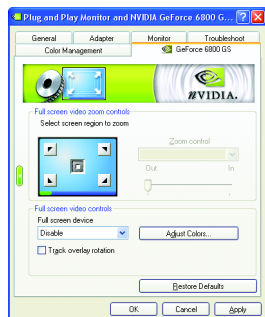 Plug and Play Monitor and NVIDIA GeForce 6800 G...
General Adapter Monitor Troubleshoot
Color Management GeForce 6800 GS
NVIDIA.
Full screen video zoom controls
Select screen region to zoom
Zoom control
Out In
Full screen video controls
Full screen device
Disable
Adjust Colors...
Track overlay rotation
Restore Defaults
OK Cancel Apply